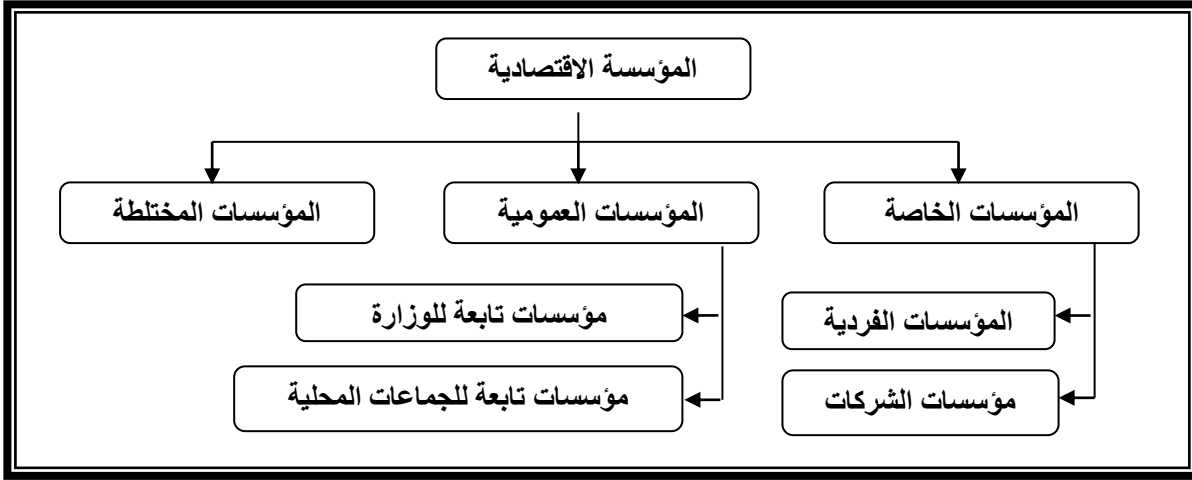 المؤسسة الاقتصادية
المؤسسات الخاصة
المؤسسات العمومية
المؤسسات المختلطة
المؤسسات الفردية
مؤسسات تابعة للوزارة
مؤسسات الشركات
مؤسسات تابعة للجماعات المحلية